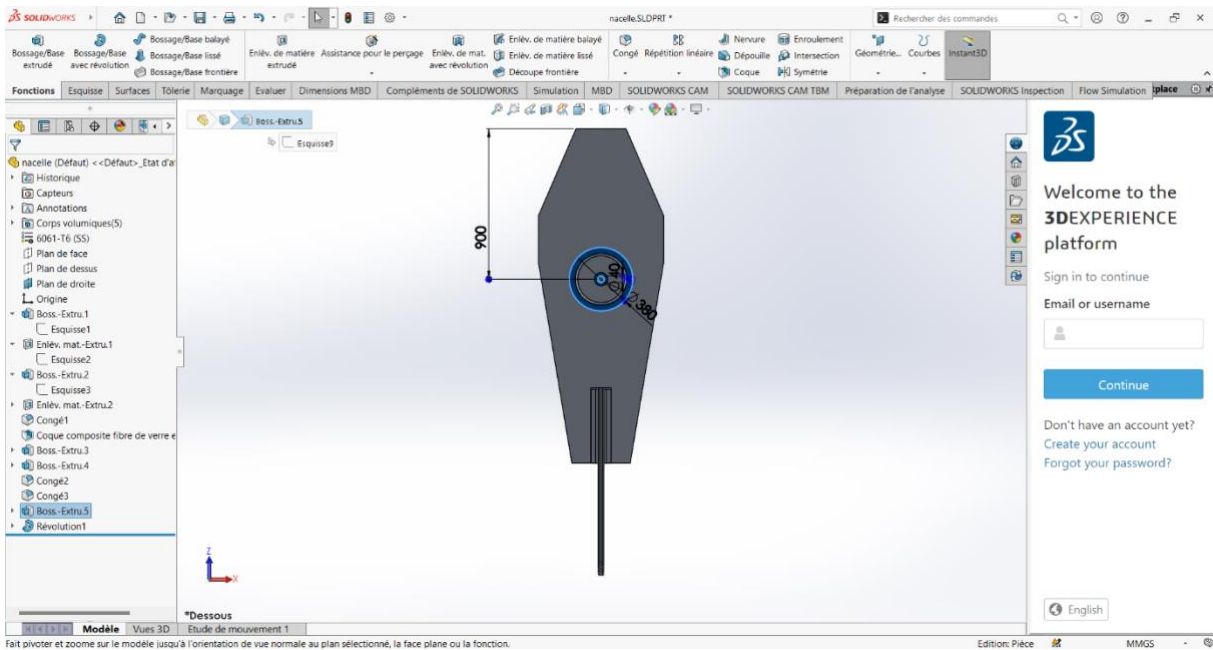 SOLIDWORKS
nacelle.SLDPRT *
Rechercher des commandes
Bossage/Base extrudé
Bossage/Base avec révolution
Bossage/Base balayé
Bossage/Base lissé
Bossage/Base frontière
Enlèv. de matière extrudé
Assistance pour le perçage
Enlèv. de mat. avec révolution
Enlèv. de matière balayé
Enlèv. de matière lissé
Découpe frontière
Congé
Répétition linéaire
Nervure
Dépouille
Coque
Enroulement
Intersection
Symétrie
Géométrie...
Courbes
Instant3D
Fonctions
Esquisse
Surfaces
Tôlerie
Marquage
Evaluer
Dimensions MBD
Compléments de SOLIDWORKS
Simulation
MBD
SOLIDWORKS CAM
SOLIDWORKS CAM TBM
Préparation de l'analyse
SOLIDWORKS Inspection
Flow Simulation
place
nacelle (Défaut) <<Défaut>_Etat d'a
Historique
Capteurs
Annotations
Corps volumiques(5)
6061-T6 (SS)
Plan de face
Plan de dessus
Plan de droite
Origine
Boss.-Extru.1
Esquisse1
Enlèv. mat.-Extru.1
Esquisse2
Boss.-Extru.2
Esquisse3
Enlèv. mat.-Extru.2
Congé1
Coque composite fibre de verre e
Boss.-Extru.3
Boss.-Extru.4
Congé2
Congé3
Boss.-Extru.5
Révolution1
Boss.-Extru.5
Esquisse9
900
Ø140
Ø380
Z
X
*Dessous
Welcome to the
3DEXPERIENCE
platform
Sign in to continue
Email or username
Continue
Don't have an account yet?
Create your account
Forgot your password?
English
Modèle
Vues 3D
Etude de mouvement 1
Fait pivoter et zoome sur le modèle jusqu'à l'orientation de vue normale au plan sélectionné, la face plane ou la fonction.
Edition: Pièce
MMGS